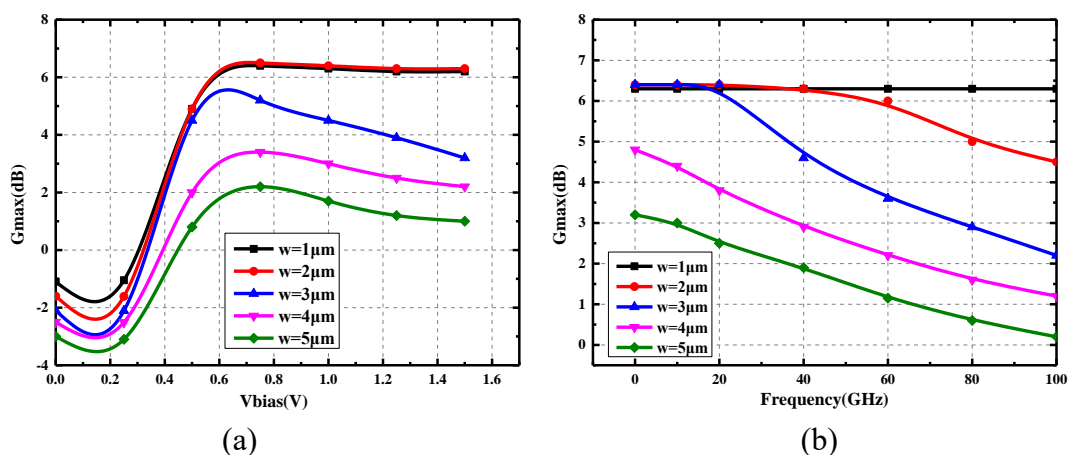 8
6
4
2
0
-2
-4
Gmax(dB)
0.0 0.2 0.4 0.6 0.8 1.0 1.2 1.4 1.6
Vbias(V)
w=1μm
w=2μm
w=3μm
w=4μm
w=5μm
(a)
8
7
6
5
4
3
2
1
0
Gmax(dB)
0 20 40 60 80 100
Frequency(GHz)
w=1μm
w=2μm
w=3μm
w=4μm
w=5μm
(b)